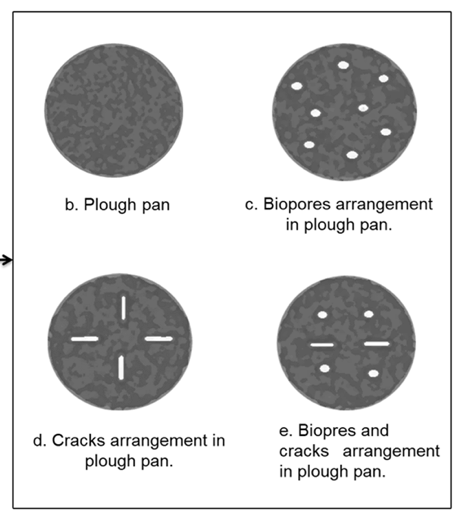 b. Plough pan
c. Biopores arrangement
in plough pan.
d. Cracks arrangement in
plough pan.
e. Biopres and
cracks arrangement
in plough pan.